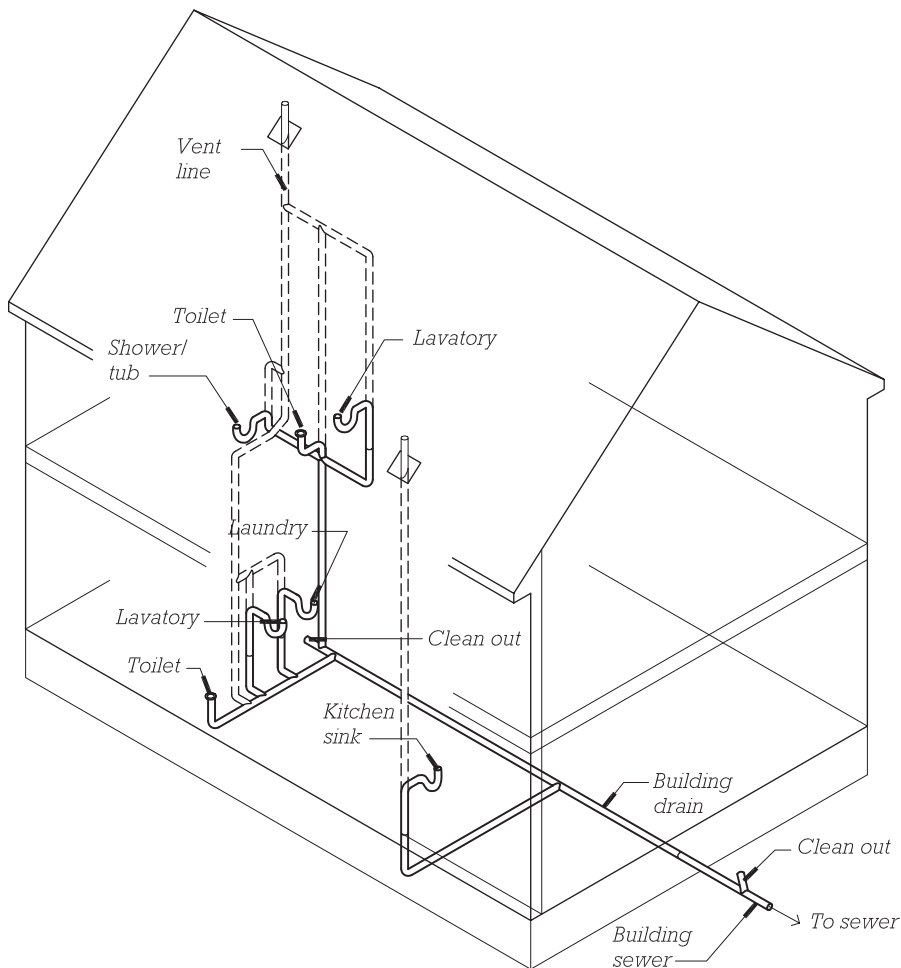 Vent
line
Toilet
Lavatory
Shower/
tub
Laundry
Lavatory
Clean out
Toilet
Kitchen
sink
Building
drain
Clean out
To sewer
Building
sewer